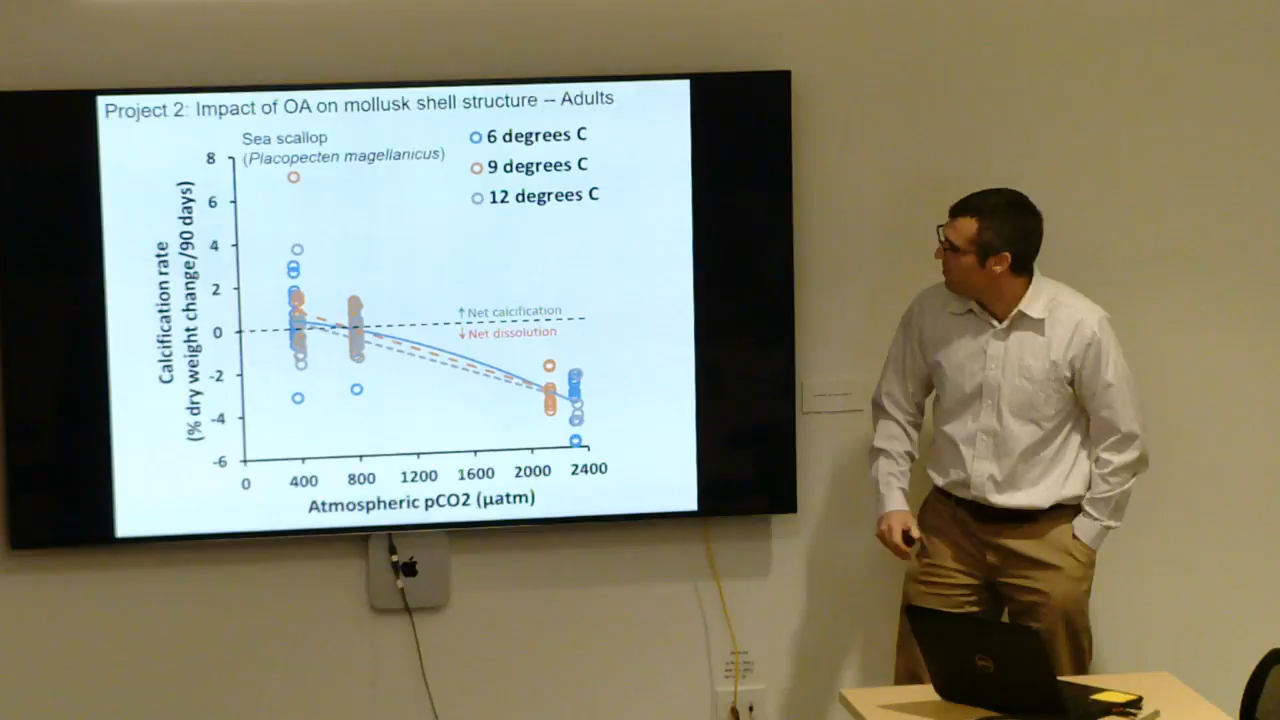 Project 2: Impact of OA on mollusk shell structure – Adults
Sea scallop
(Placopecten magellanicus)
6 degrees C
9 degrees C
12 degrees C
Calcification rate
(% dry weight change/90 days)
8
6
4
2
0
-2
-4
-6
↑ Net calcification
↓ Net dissolution
0
400
800
1200
1600
2000
2400
Atmospheric pCO2 (µatm)
DELL